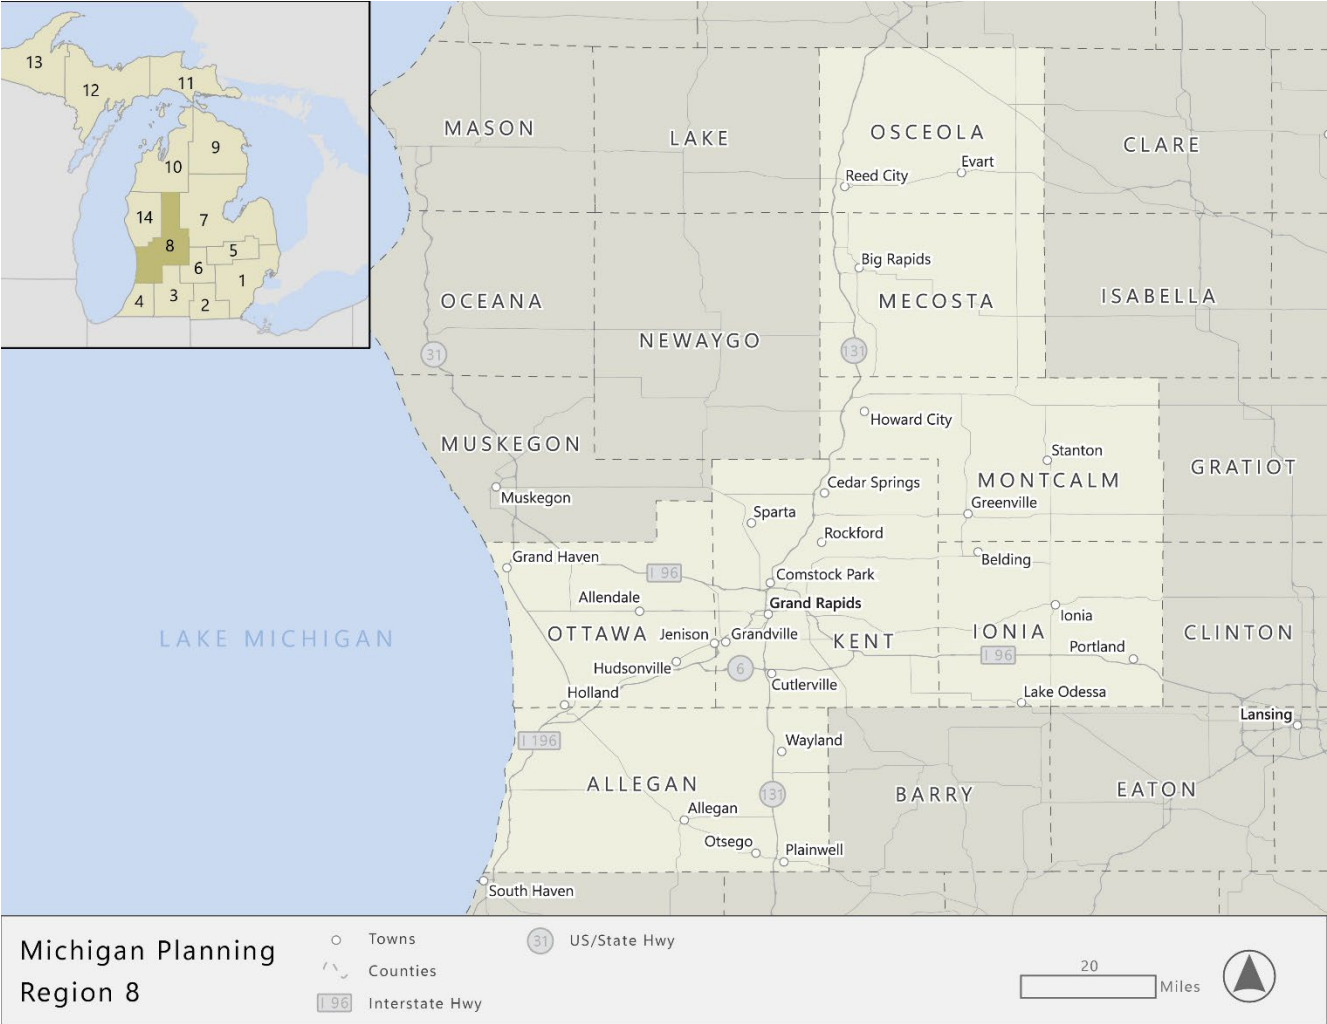 13
12
11
9
10
14
7
8
5
6
1
4
3
2
MASON
LAKE
OSCEOLA
CLARE
Evart
Reed City
Big Rapids
OCEANA
MECOSTA
ISABELLA
NEWAYGO
31
131
Howard City
MUSKEGON
Stanton
GRATIOT
MONTCALM
Cedar Springs
Muskegon
Greenville
Sparta
Rockford
Grand Haven
Belding
I 96
Comstock Park
Allendale
Grand Rapids
Ionia
OTTAWA
Jenison
Grandville
KENT
IONIA
CLINTON
LAKE MICHIGAN
Portland
I 96
Hudsonville
6
Cutlerville
Holland
Lake Odessa
Lansing
I 196
Wayland
ALLEGAN
131
BARRY
EATON
Allegan
Otsego
Plainwell
South Haven
Michigan Planning
Region 8
Towns
Counties
I 96
Interstate Hwy
31
US/State Hwy
20
Miles